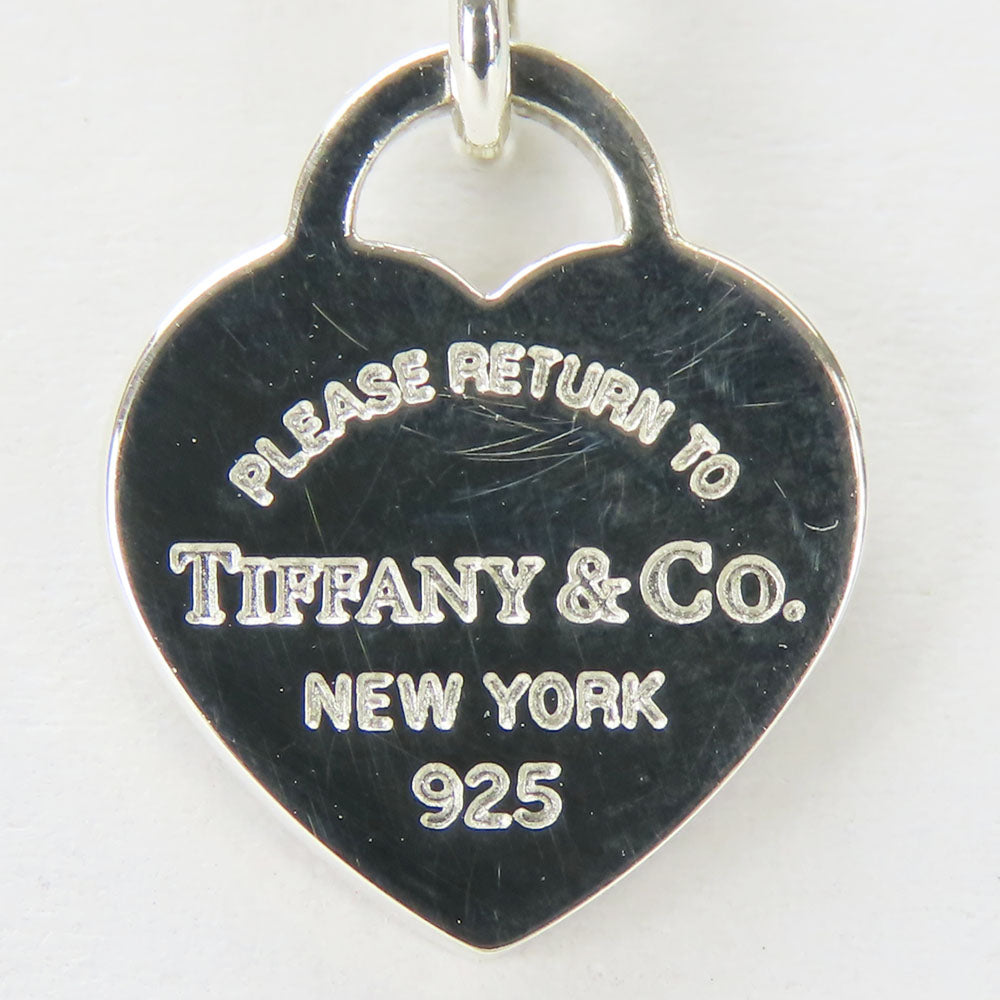 PLEASE RETURN TO
TIFFANY & CO.
NEW YORK
925